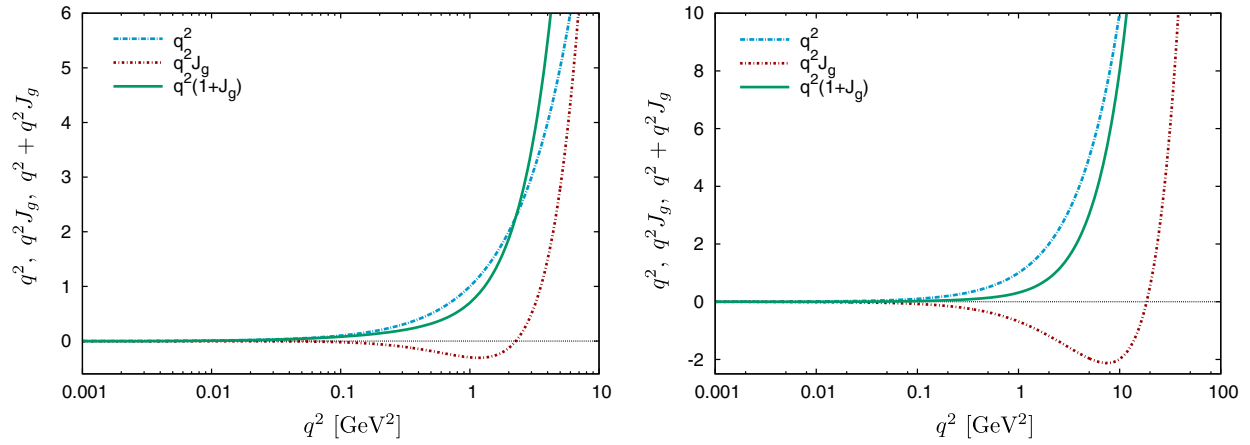 q², q²J_g, q² + q²J_g
6
5
4
3
2
1
0
q²
q²J_g
q²(1+J_g)
0.001
0.01
0.1
1
10
q² [GeV²]
q², q²J_g, q² + q²J_g
10
8
6
4
2
0
-2
q²
q²J_g
q²(1+J_g)
0.001
0.01
0.1
1
10
100
q² [GeV²]